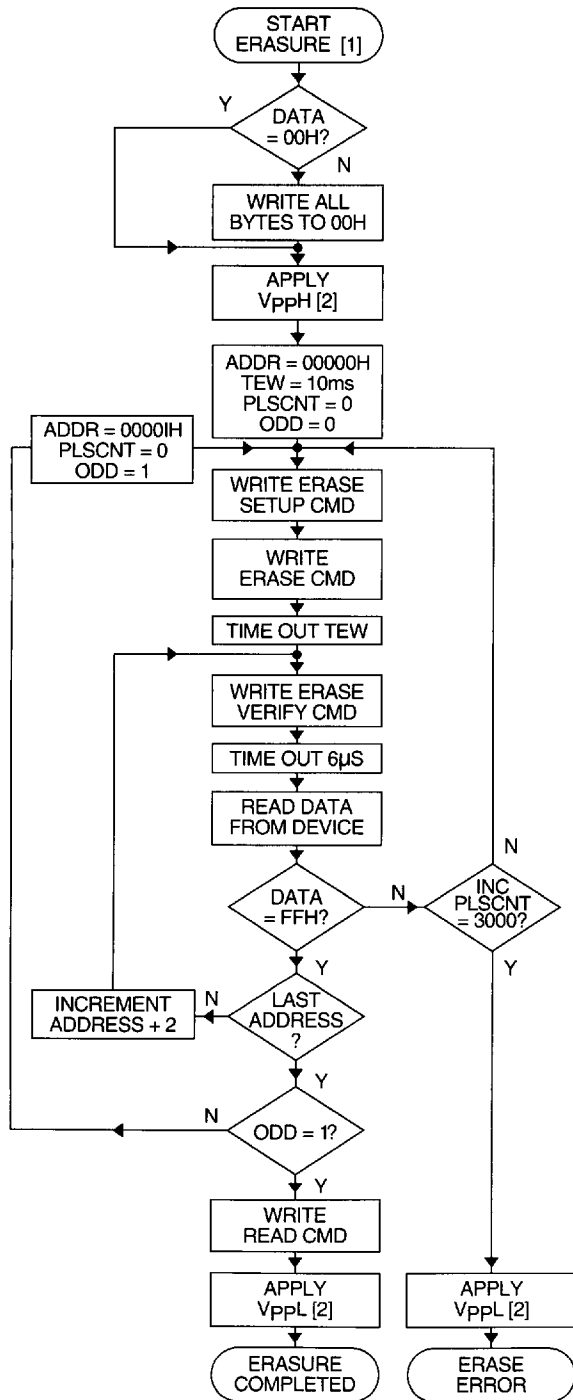 START
ERASURE [1]
Y
DATA
= 00H?
N
WRITE ALL
BYTES TO 00H
APPLY
VPPH [2]
ADDR = 00000H
TEW = 10ms
PLSCNT = 0
ODD = 0
ADDR = 0000IH
PLSCNT = 0
ODD = 1
WRITE ERASE
SETUP CMD
WRITE
ERASE CMD
TIME OUT TEW
WRITE ERASE
VERIFY CMD
TIME OUT 6µS
READ DATA
FROM DEVICE
DATA
= FFH?
N
INC
PLSCNT
= 3000?
N
Y
Y
LAST
ADDRESS
?
N
INCREMENT
ADDRESS + 2
Y
ODD = 1?
N
Y
WRITE
READ CMD
APPLY
VPPL [2]
ERASURE
COMPLETED
APPLY
VPPL [2]
ERASE
ERROR